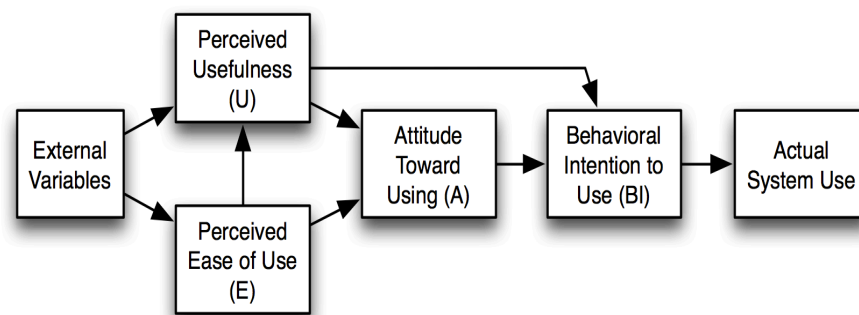 External
Variables
Perceived
Usefulness
(U)
Perceived
Ease of Use
(E)
Attitude
Toward
Using (A)
Behavioral
Intention to
Use (BI)
Actual
System Use